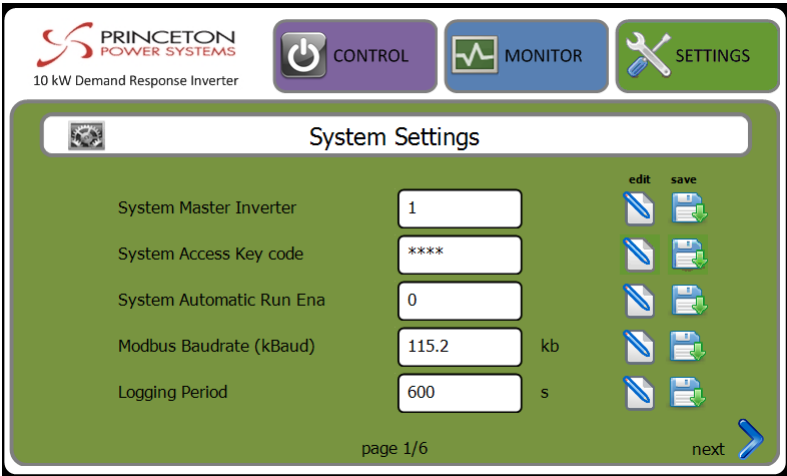 PRINCETON
POWER SYSTEMS
10 kW Demand Response Inverter
CONTROL
MONITOR
SETTINGS
System Settings
edit save
System Master Inverter 1
System Access Key code ****
System Automatic Run Ena 0
Modbus Baudrate (kBaud) 115.2 kb
Logging Period 600 s
page 1/6
next